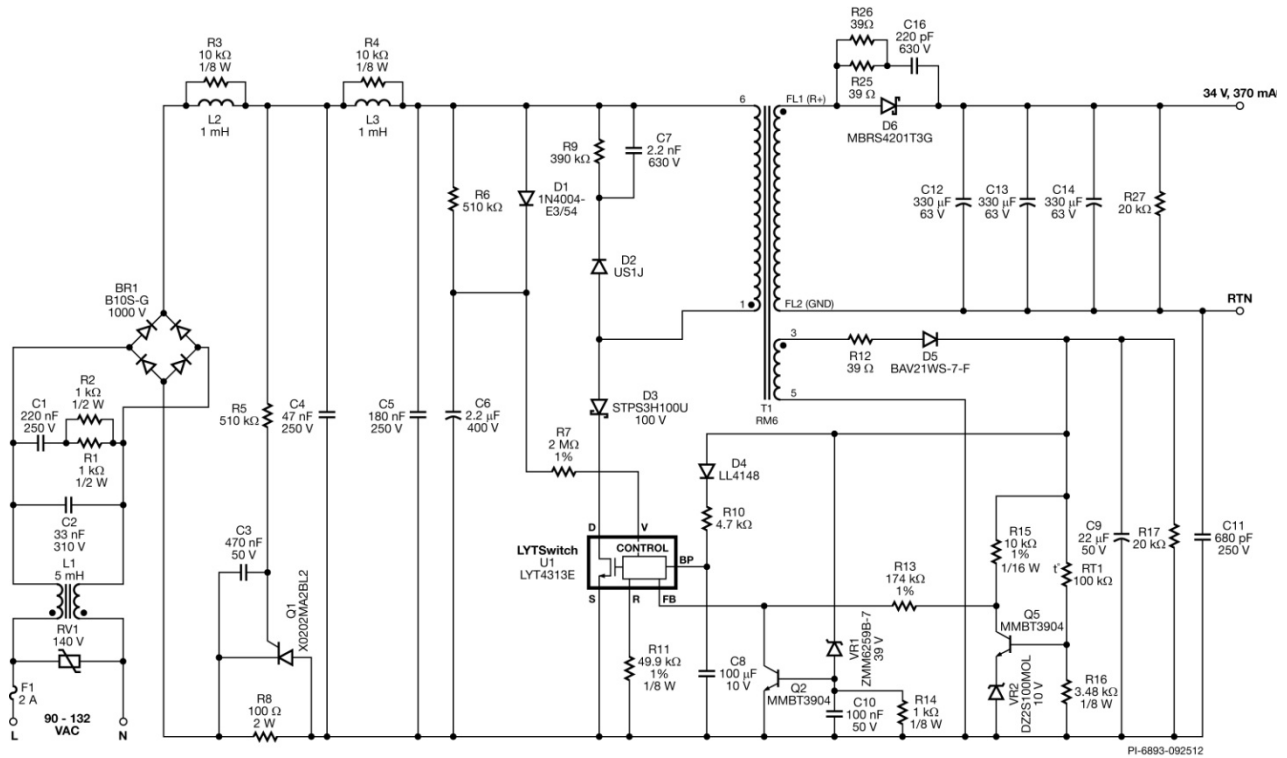 R3
10 kΩ
1/8 W
L2
1 mH
R4
10 kΩ
1/8 W
L3
1 mH
R26
39Ω
C16
220 pF
630 V
R25
39 Ω
FL1 (R+)
D6
MBRS4201T3G
34 V, 370 mA
6
R9
390 kΩ
C7
2.2 nF
630 V
R6
510 kΩ
D1
1N4004-
E3/54
C12
330 µF
63 V
C13
330 µF
63 V
C14
330 µF
63 V
R27
20 kΩ
D2
US1J
BR1
B10S-G
1000 V
1
FL2 (GND)
RTN
3
R12
39 Ω
D5
BAV21WS-7-F
5
T1
RM6
R2
1 kΩ
1/2 W
C1
220 nF
250 V
R1
1 kΩ
1/2 W
R5
510 kΩ
C4
47 nF
250 V
C5
180 nF
250 V
C6
2.2 µF
400 V
D3
STPS3H100U
100 V
R7
2 MΩ
1%
D4
LL4148
R10
4.7 kΩ
C2
33 nF
310 V
L1
5 mH
C3
470 nF
50 V
D
V
LYTSwitch
U1
LYT4313E
CONTROL
BP
S
R
FB
R15
10 kΩ
1%
1/16 W
t°
RT1
100 kΩ
C9
22 µF
50 V
R17
20 kΩ
C11
680 pF
250 V
R13
174 kΩ
1%
Q5
MMBT3904
Q1
X0202MA2BL2
RV1
140 V
F1
2 A
R8
100 Ω
2 W
R11
49.9 kΩ
1%
1/8 W
C8
100 µF
10 V
VR1
ZMM5259B-7
39 V
Q2
MMBT3904
C10
100 nF
50 V
R14
1 kΩ
1/8 W
VR2
DZ2S100MOL
10 V
R16
3.48 kΩ
1/8 W
90 - 132
VAC
L
N
PI-6893-092512